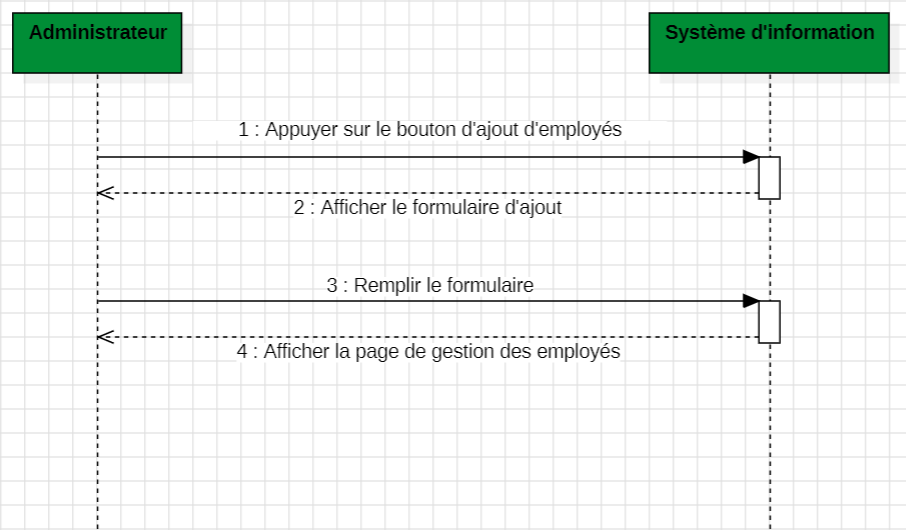 Administrateur
Système d'information
1 : Appuyer sur le bouton d'ajout d'employés
2 : Afficher le formulaire d'ajout
3 : Remplir le formulaire
4 : Afficher la page de gestion des employés